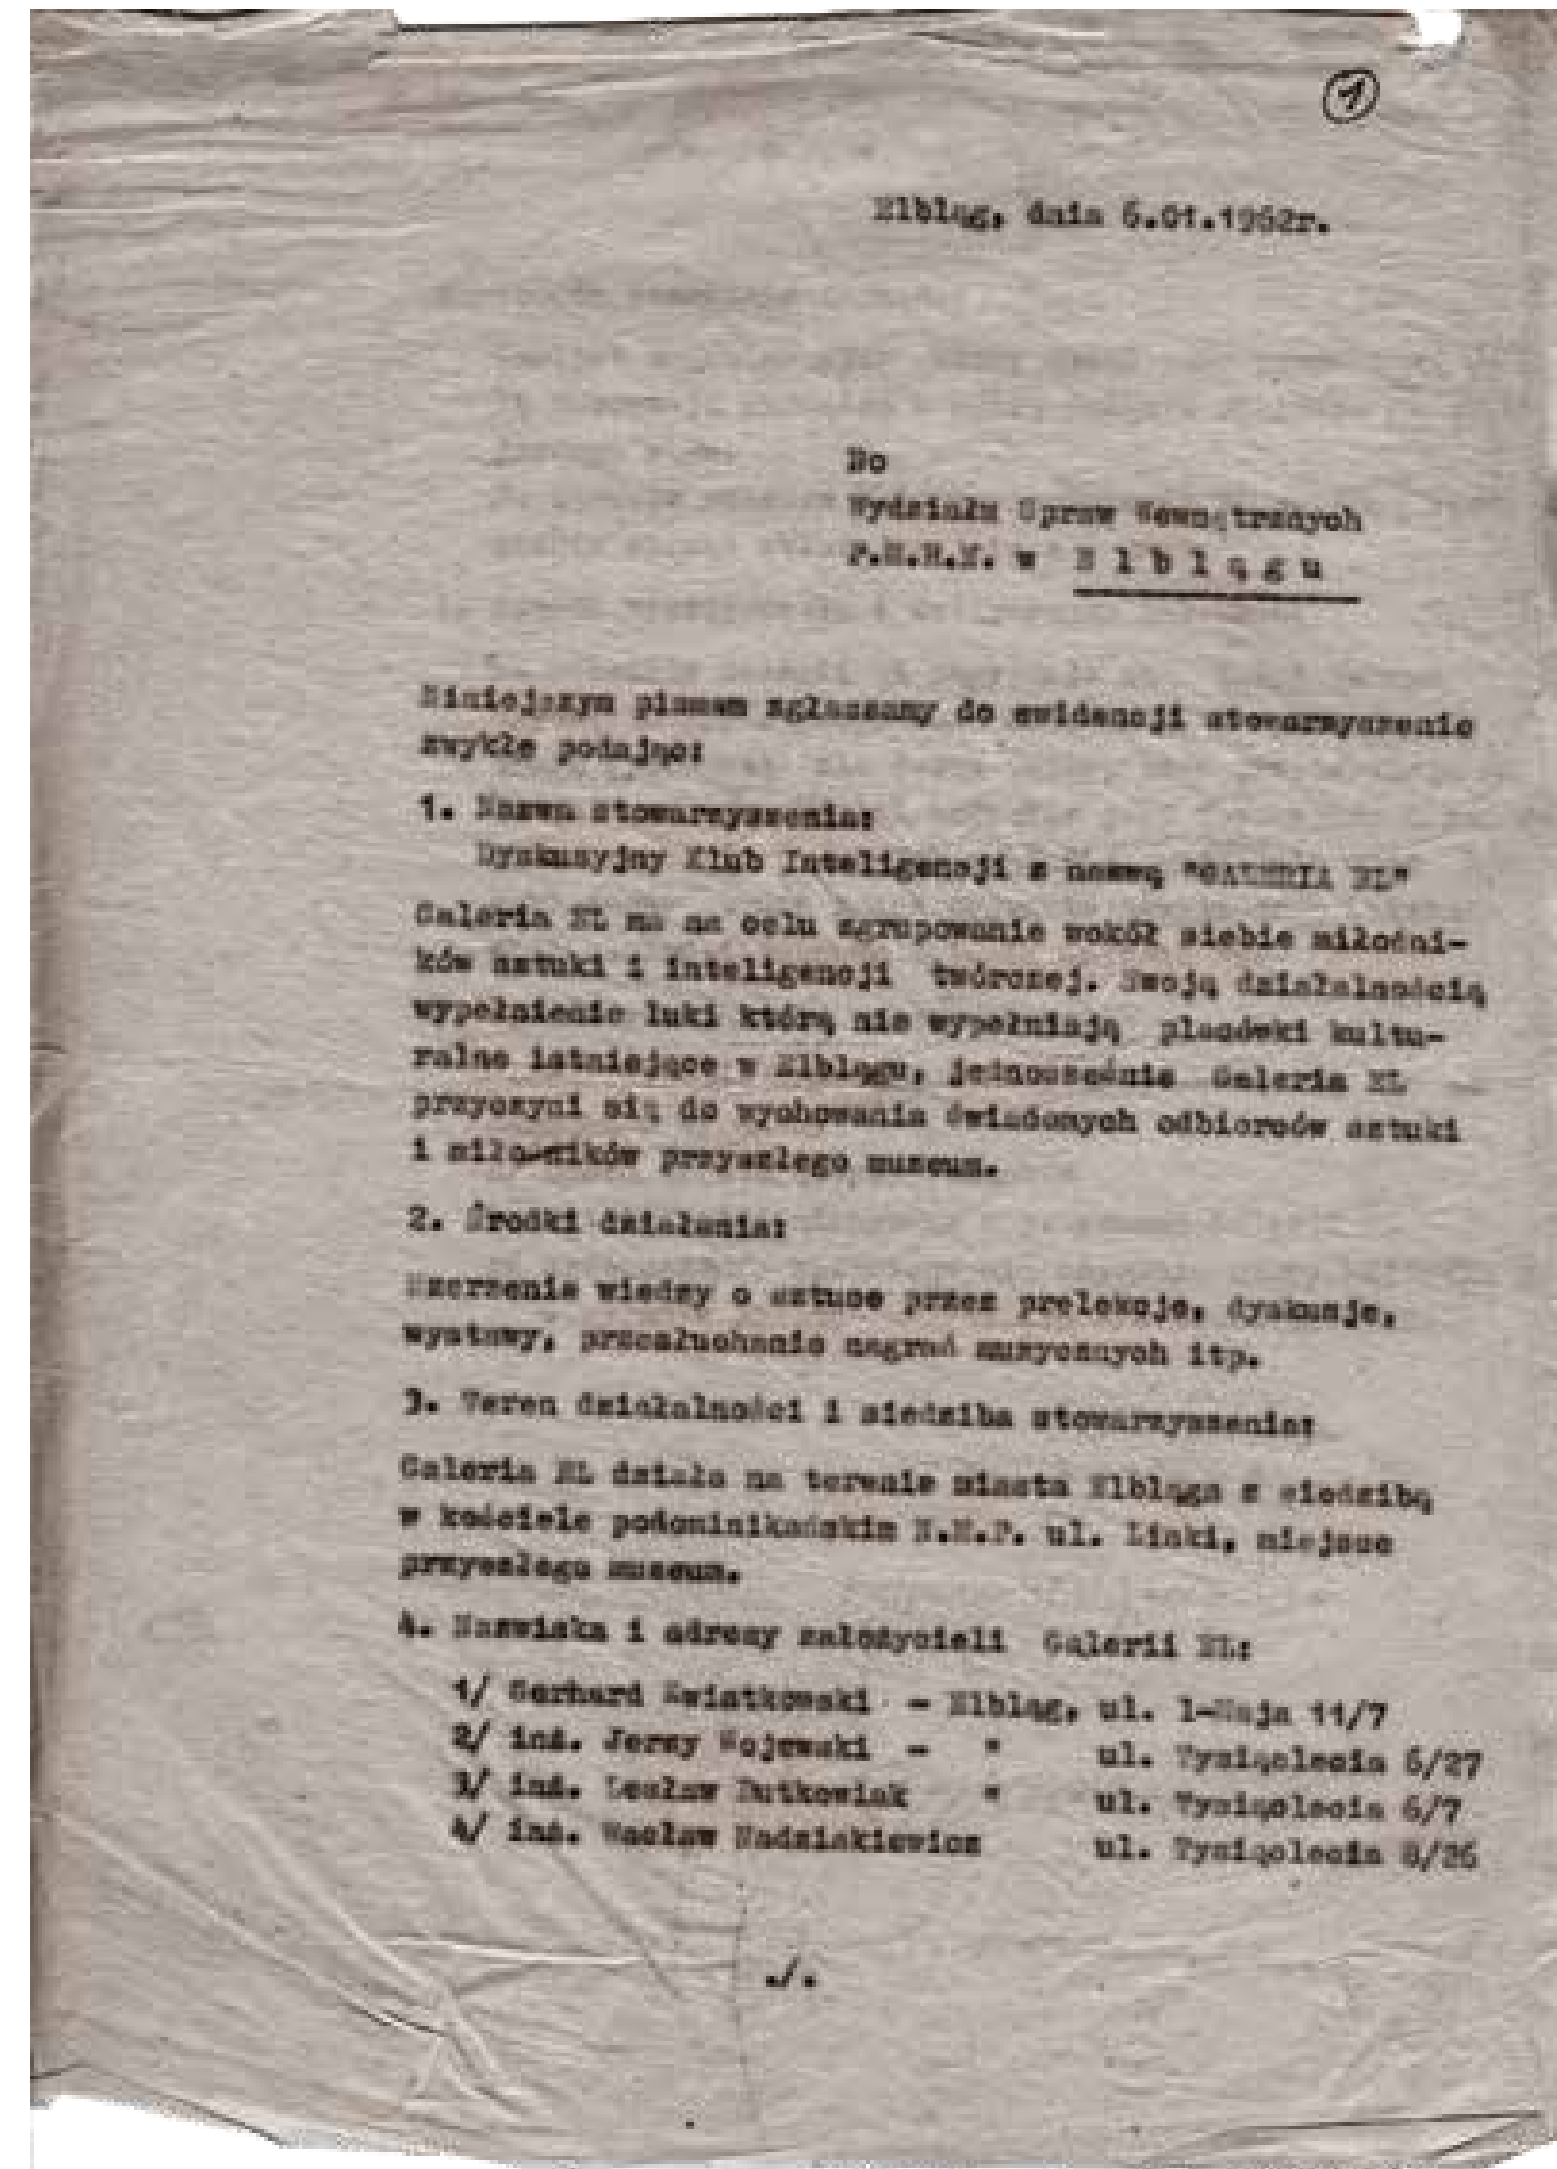 1
Elbląg, dnia 6.01.1962r.
Do
Wydziału Spraw Wewnętrznych
w E l b l ą g u
Niniejszym pismem zgłaszamy do ewidencji stowarzyszenie
zwykłe podając:
1. Nazwa stowarzyszenia:
Dyskusyjny Klub Inteligencji z nazwą "GALERIA EL"
Galeria EL ma na celu zgrupowanie wokół siebie miłośni-
ków sztuki i inteligencji twórczej. Swoją działalnością
wypełnienie luki którą nie wypełniają placówki kultu-
ralne istniejące w Elblągu, jednocześnie Galeria EL
przyczyni się do wychowania świadomych odbiorców sztuki
i miłośników przyszłego muzeum.
2. Środki działania:
Szerzenie wiedzy o sztuce przez prelekcje, dyskusje,
wystawy, przesłuchanie nagrań muzycznych itp.
3. Teren działalności i siedziba stowarzyszenia:
Galeria EL działa na terenie miasta Elbląga z siedzibą
w kościele podominikańskim N.M.P. ul. Linki, miejsce
przyszłego muzeum.
4. Nazwiska i adresy założycieli Galerii EL:
1/ Gerhard Kwiatkowski - Elbląg, ul. 1-Maja 11/7
2/ inż. Jerzy Wojewski - " ul. Tysiąclecia 6/27
3/ inż. Lesław Dutkowiak " ul. Tysiąclecia 6/7
4/ inż. Wacław ul. Tysiąclecia 8/26
./.